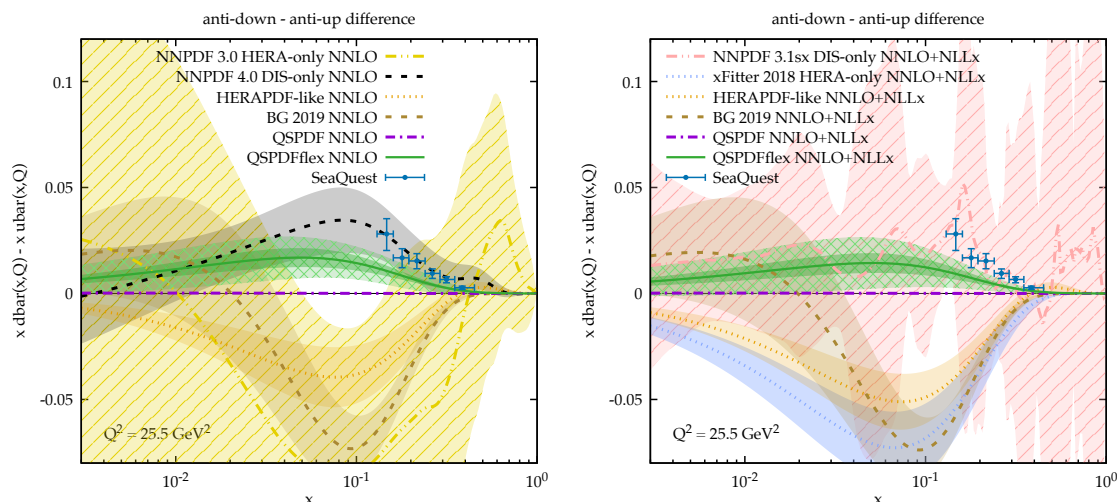 anti-down - anti-up difference
x dbar(x,Q) - x ubar(x,Q)
0.1
0.05
0
-0.05
NNPDF 3.0 HERA-only NNLO
NNPDF 4.0 DIS-only NNLO
HERAPDF-like NNLO
BG 2019 NNLO
QSPDF NNLO
QSPDFflex NNLO
SeaQuest
Q² = 25.5 GeV²
10⁻² 10⁻¹ 10⁰
x
anti-down - anti-up difference
x dbar(x,Q) - x ubar(x,Q)
0.1
0.05
0
-0.05
NNPDF 3.1sx DIS-only NNLO+NLLx
xFitter 2018 HERA-only NNLO+NLLx
HERAPDF-like NNLO+NLLx
BG 2019 NNLO+NLLx
QSPDF NNLO+NLLx
QSPDFflex NNLO+NLLx
SeaQuest
Q² = 25.5 GeV²
10⁻² 10⁻¹ 10⁰
x